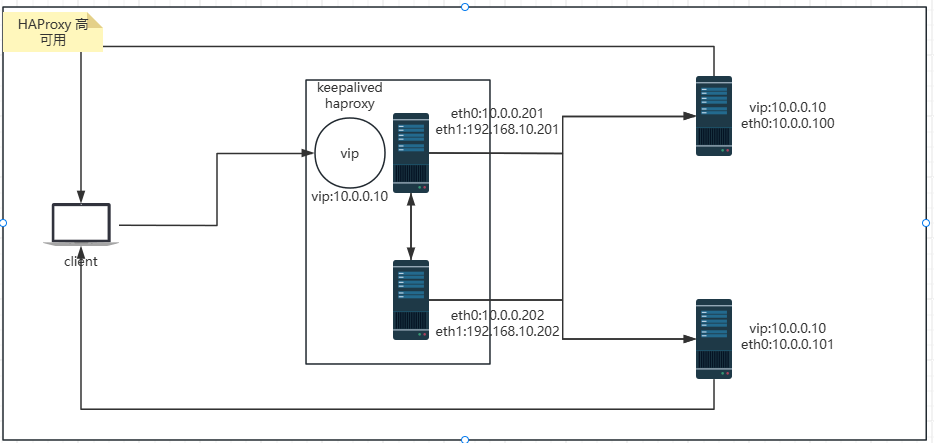 HAProxy 高
可用
keepalived
haproxy
vip
vip:10.0.0.10
eth0:10.0.0.201
eth1:192.168.10.201
eth0:10.0.0.202
eth1:192.168.10.202
vip:10.0.0.10
eth0:10.0.0.100
vip:10.0.0.10
eth0:10.0.0.101
client